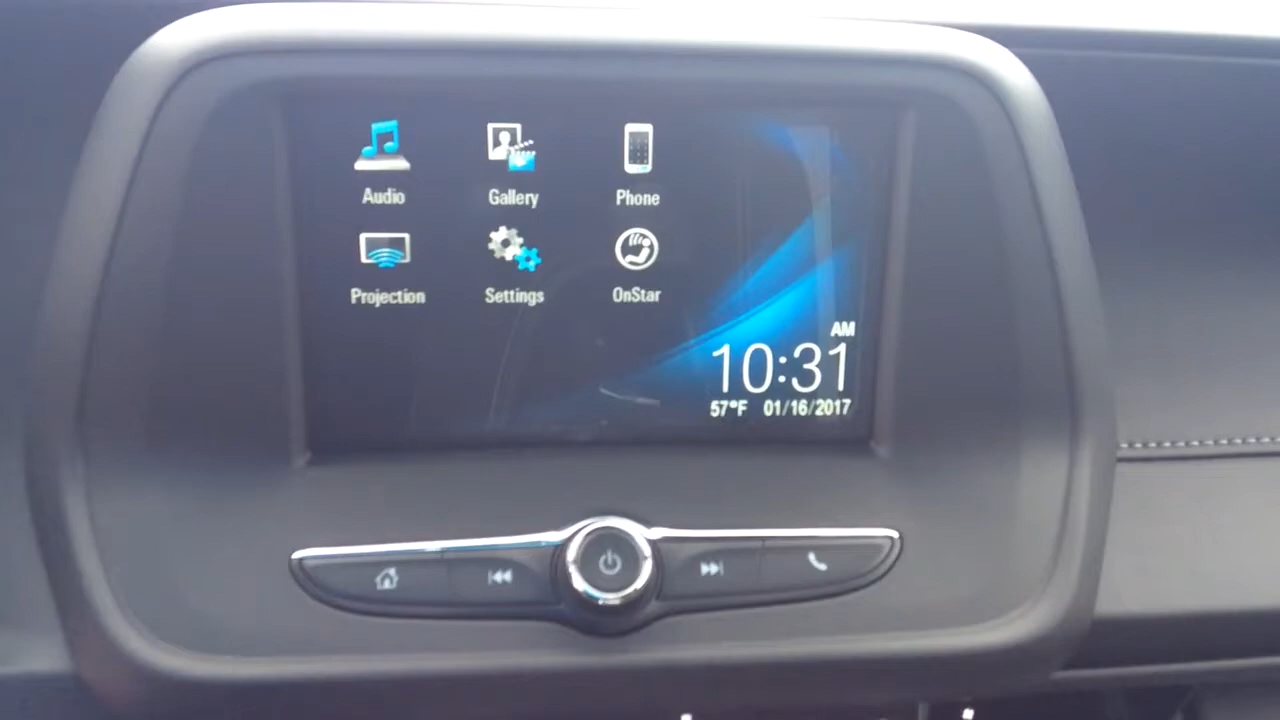 Audio Gallery Phone
Projection Settings OnStar
AM
10:31
57°F 01/16/2017